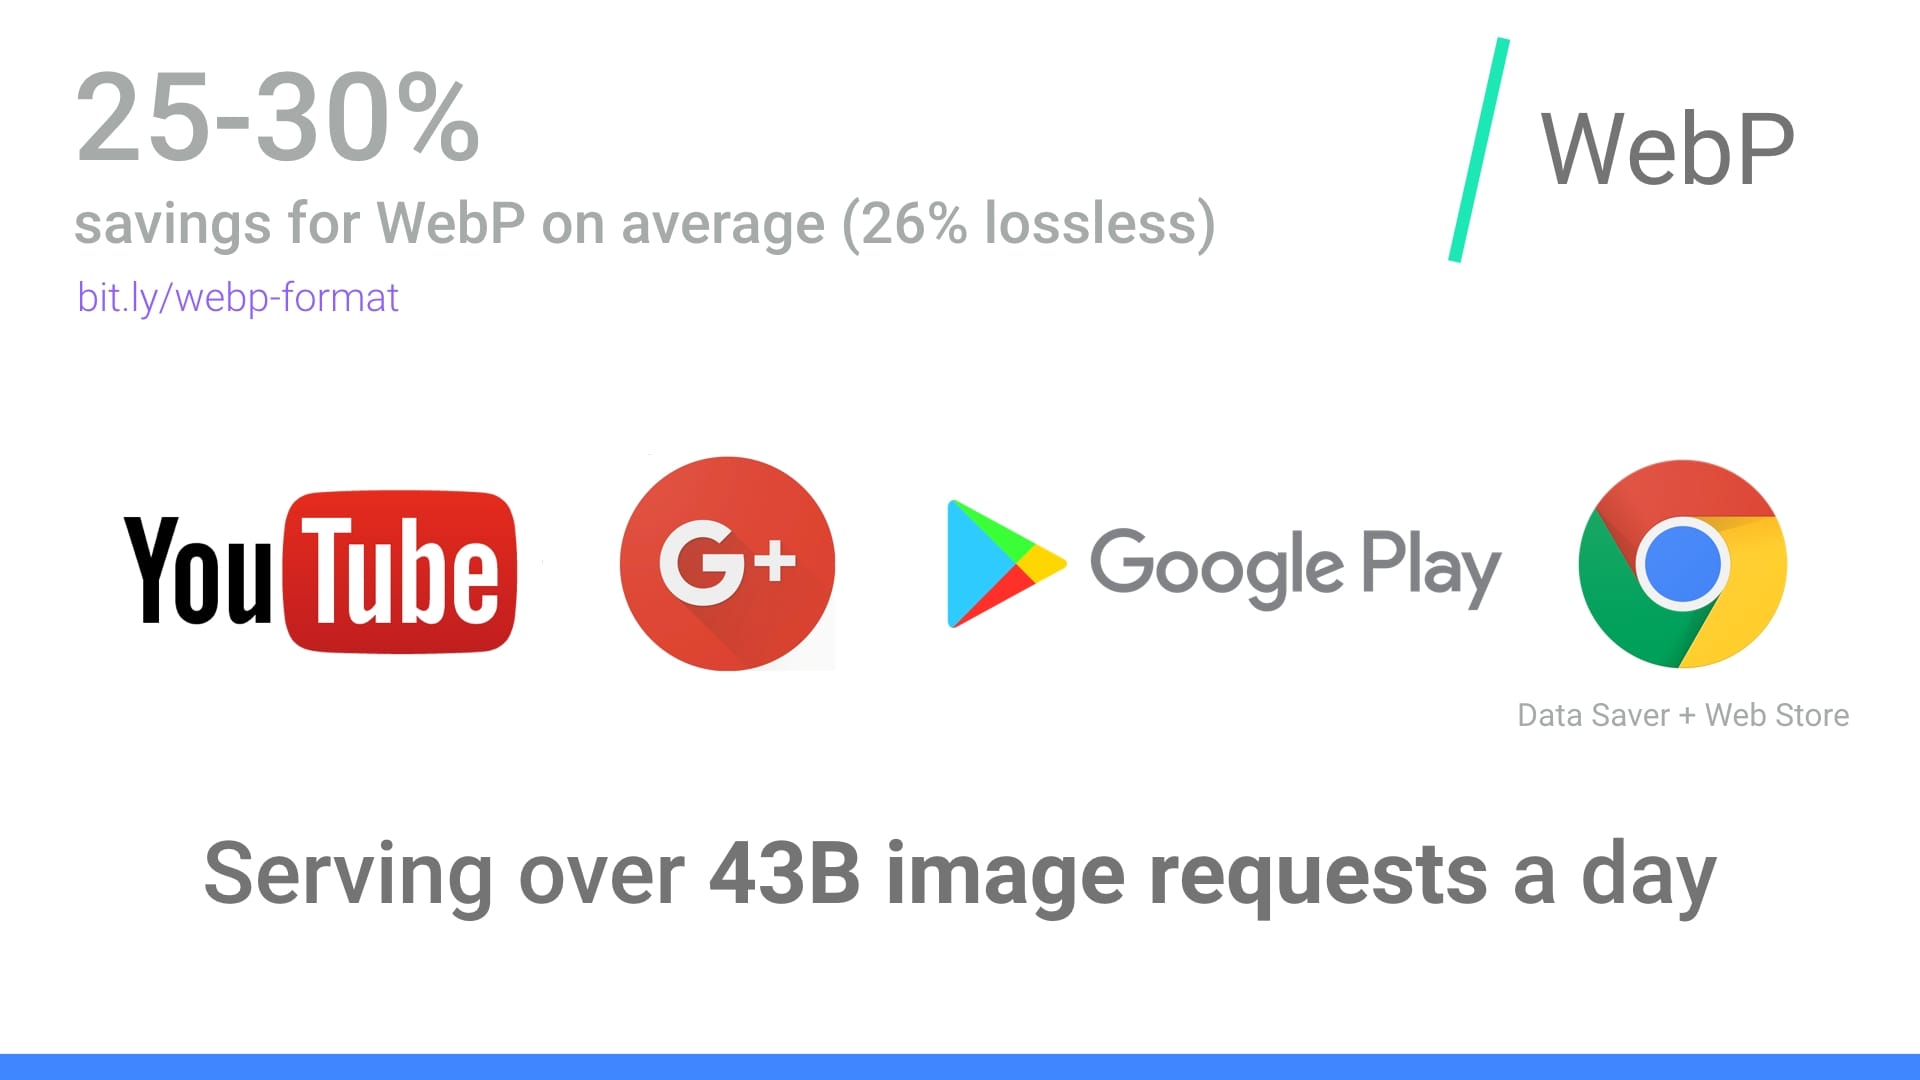 25-30%
savings for WebP on average (26% lossless)
bit.ly/webp-format
WebP
YouTube
G+
Google Play
Data Saver + Web Store
Serving over 43B image requests a day